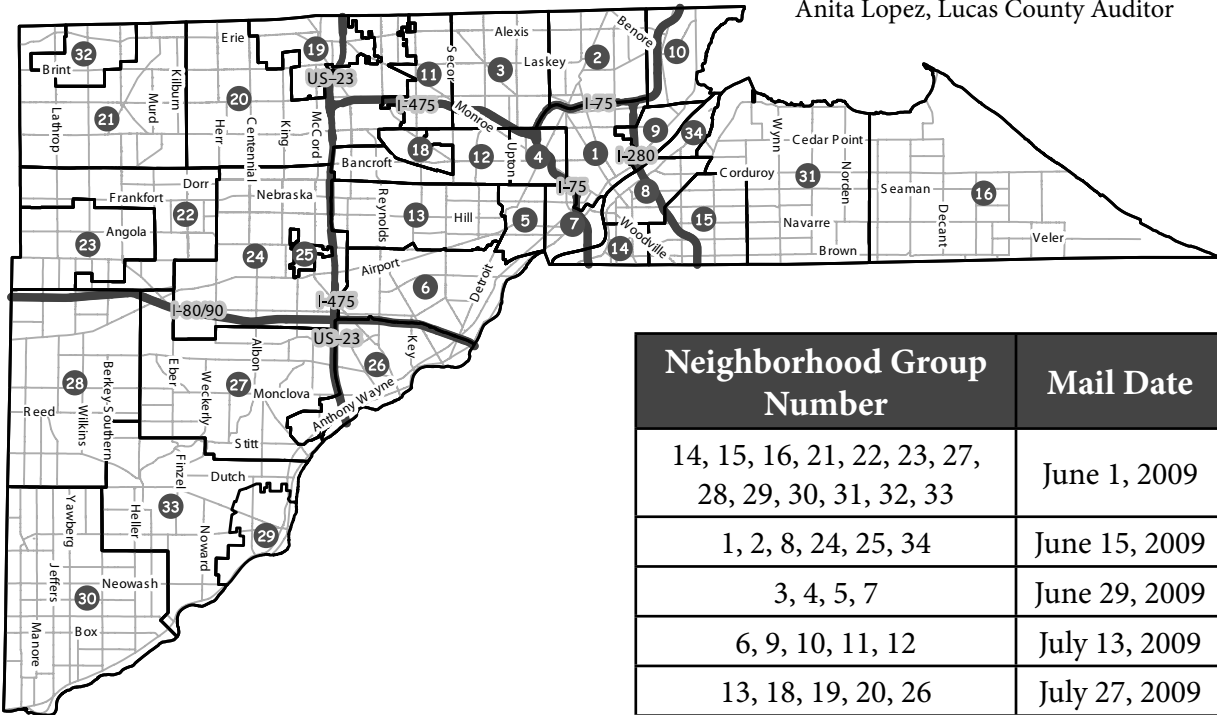 Anita Lopez, Lucas County Auditor
Erie
19
Alexis
Benore
10
32
Brint
US-23
Secor
11
3
Laskey
2
Kilburn
20
I-475
Monroe
I-75
Lathrop
21
Murd
Herr
Centennial
King
McCord
9
34
Wynn
Cedar Point
18
12
Upton
4
1
I-280
Bancroft
Corduroy
31
Norden
Seaman
16
Dorr
Nebraska
I-75
8
Frankfort
22
Reynolds
13
Hill
5
7
15
Navarre
Decant
Angola
23
24
25
14
Woodville
Brown
Veler
Airport
6
Detroit
I-80/90
I-475
US-23
Key
26
28
Berkey-Southern
Eber
Weckerly
Albon
27
Monclova
Anthony Wayne
Reed
Wilkins
Stitt
Finzel
Dutch
Yawberg
Heller
33
Noward
29
Jeffers
Neowash
30
Manore
Box
Neighborhood Group
Number
Mail Date
14, 15, 16, 21, 22, 23, 27,
28, 29, 30, 31, 32, 33
June 1, 2009
1, 2, 8, 24, 25, 34
June 15, 2009
3, 4, 5, 7
June 29, 2009
6, 9, 10, 11, 12
July 13, 2009
13, 18, 19, 20, 26
July 27, 2009